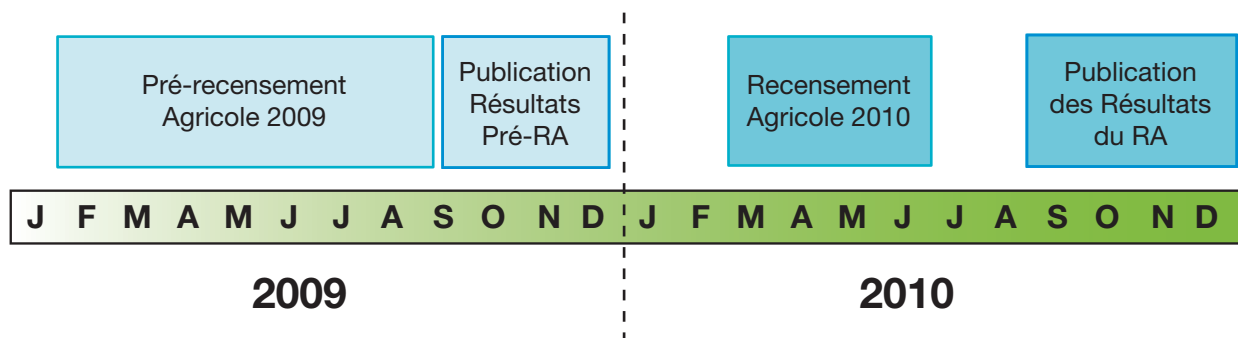 Pré-recensement
Agricole 2009
Publication
Résultats
Pré-RA
Recensement
Agricole 2010
Publication
des Résultats
du RA
J F M A M J J A S O N D J F M A M J J A S O N D
2009 2010